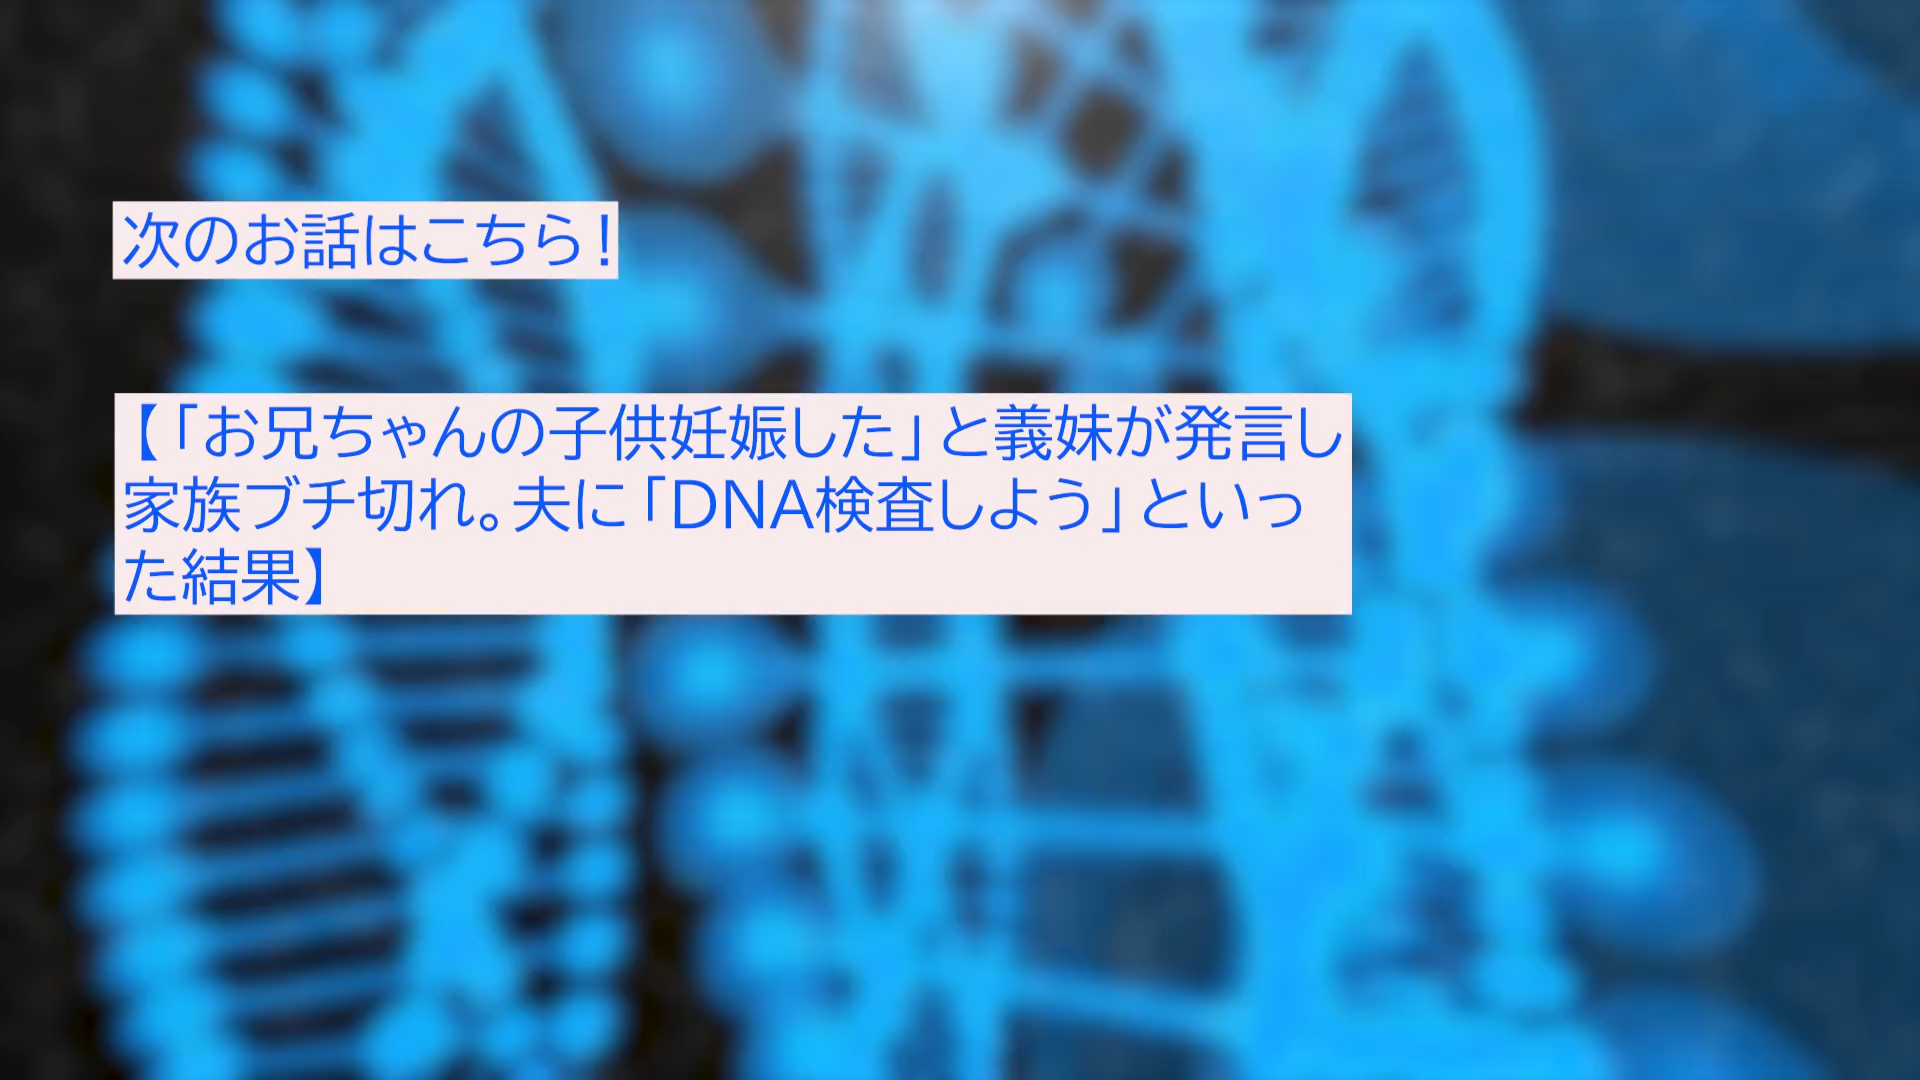 次のお話はこちら！
【「お兄ちゃんの子供妊娠した」と義妹が発言し
家族ブチ切れ。夫に「DNA検査しよう」といっ
た結果】